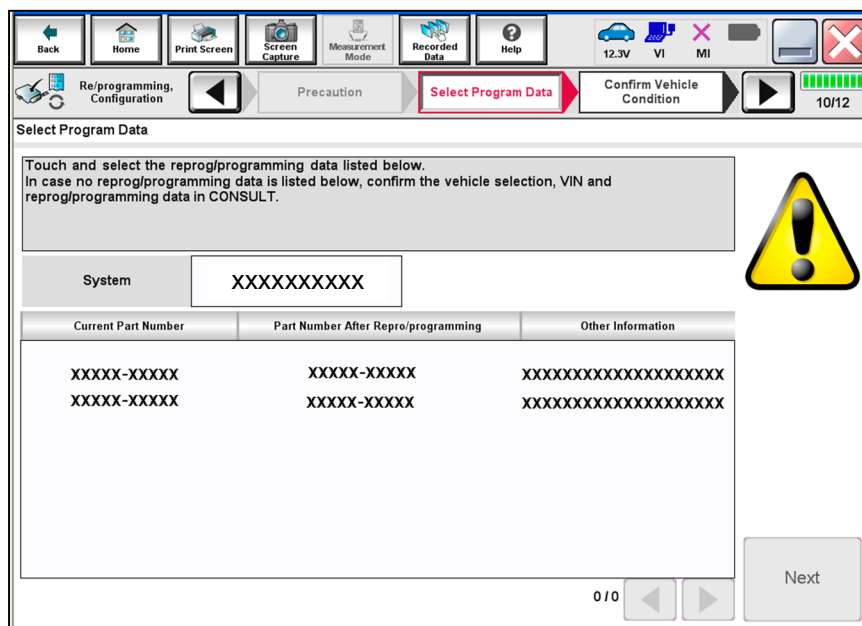 Back
Home
Print Screen
Screen
Capture
Measurement
Mode
Recorded
Data
Help
12.3V
VI
MI
Re/programming,
Configuration
Precaution
Select Program Data
Confirm Vehicle
Condition
10/12
Select Program Data
Touch and select the reprog/programming data listed below.
In case no reprog/programming data is listed below, confirm the vehicle selection, VIN and
reprog/programming data in CONSULT.
System
XXXXXXXXXX
Current Part Number
Part Number After Repro/programming
Other Information
XXXXX-XXXXX XXXXX-XXXXX XXXXXXXXXXXXXXXXXXXX
XXXXX-XXXXX XXXXX-XXXXX XXXXXXXXXXXXXXXXXXXX
0/0
Next